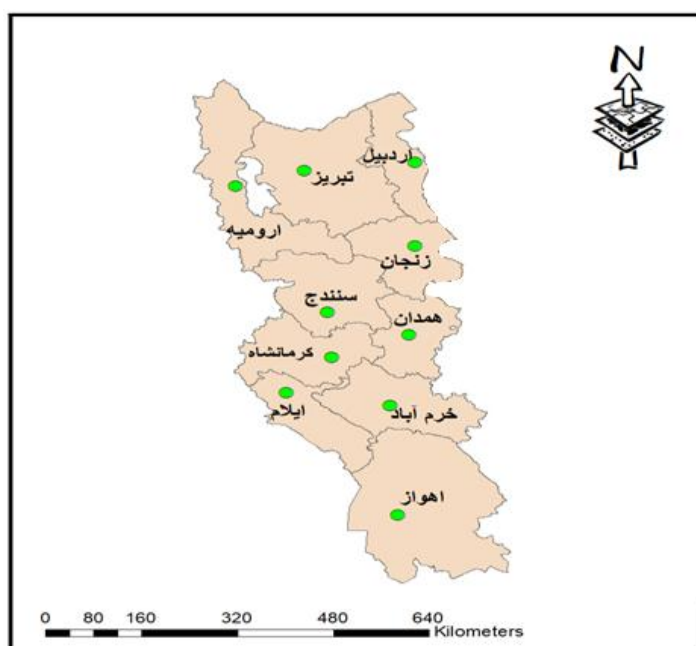 N
اردبیل
تبریز
ارومیه
زنجان
سنندج
همدان
کرمانشاه
ایلام
خرم آباد
اهواز
0 80 160 320 480 640
Kilometers